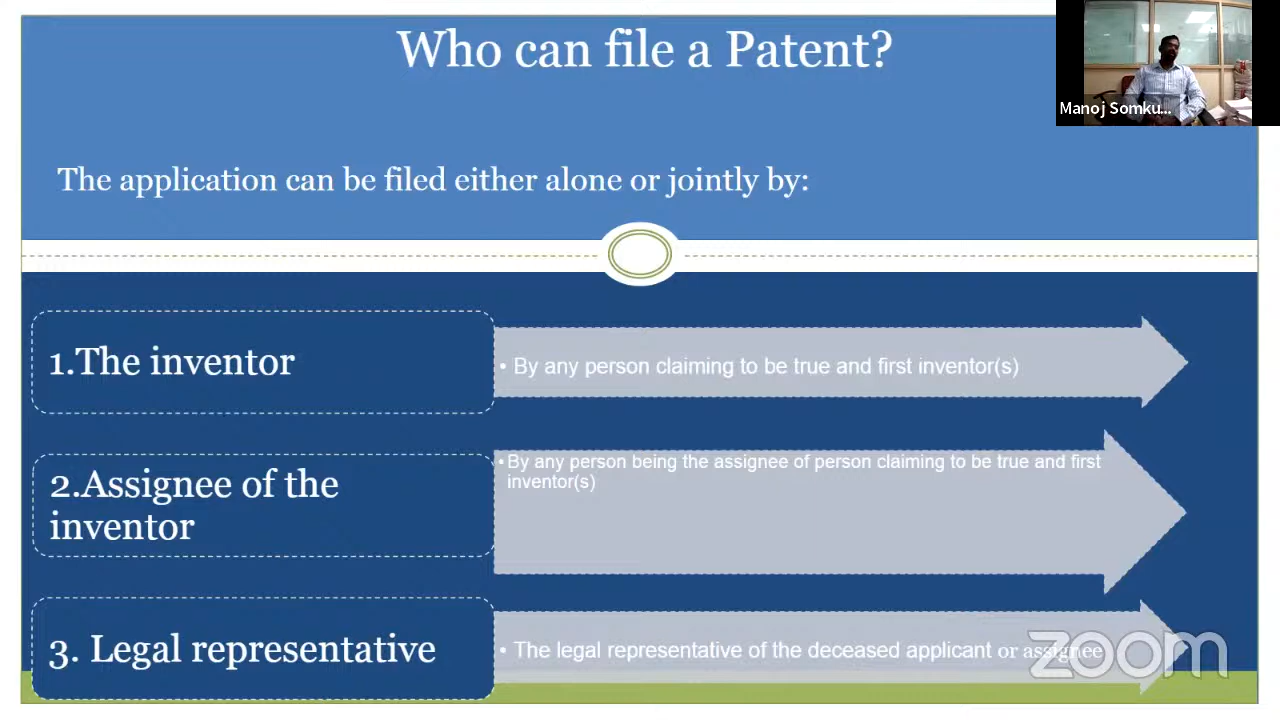 Who can file a Patent?
Manoj Somku...
The application can be filed either alone or jointly by:
1.The inventor
• By any person claiming to be true and first inventor(s)
2.Assignee of the
inventor
• By any person being the assignee of person claiming to be true and first
inventor(s)
3. Legal representative
• The legal representative of the deceased applicant or assignee
zoom